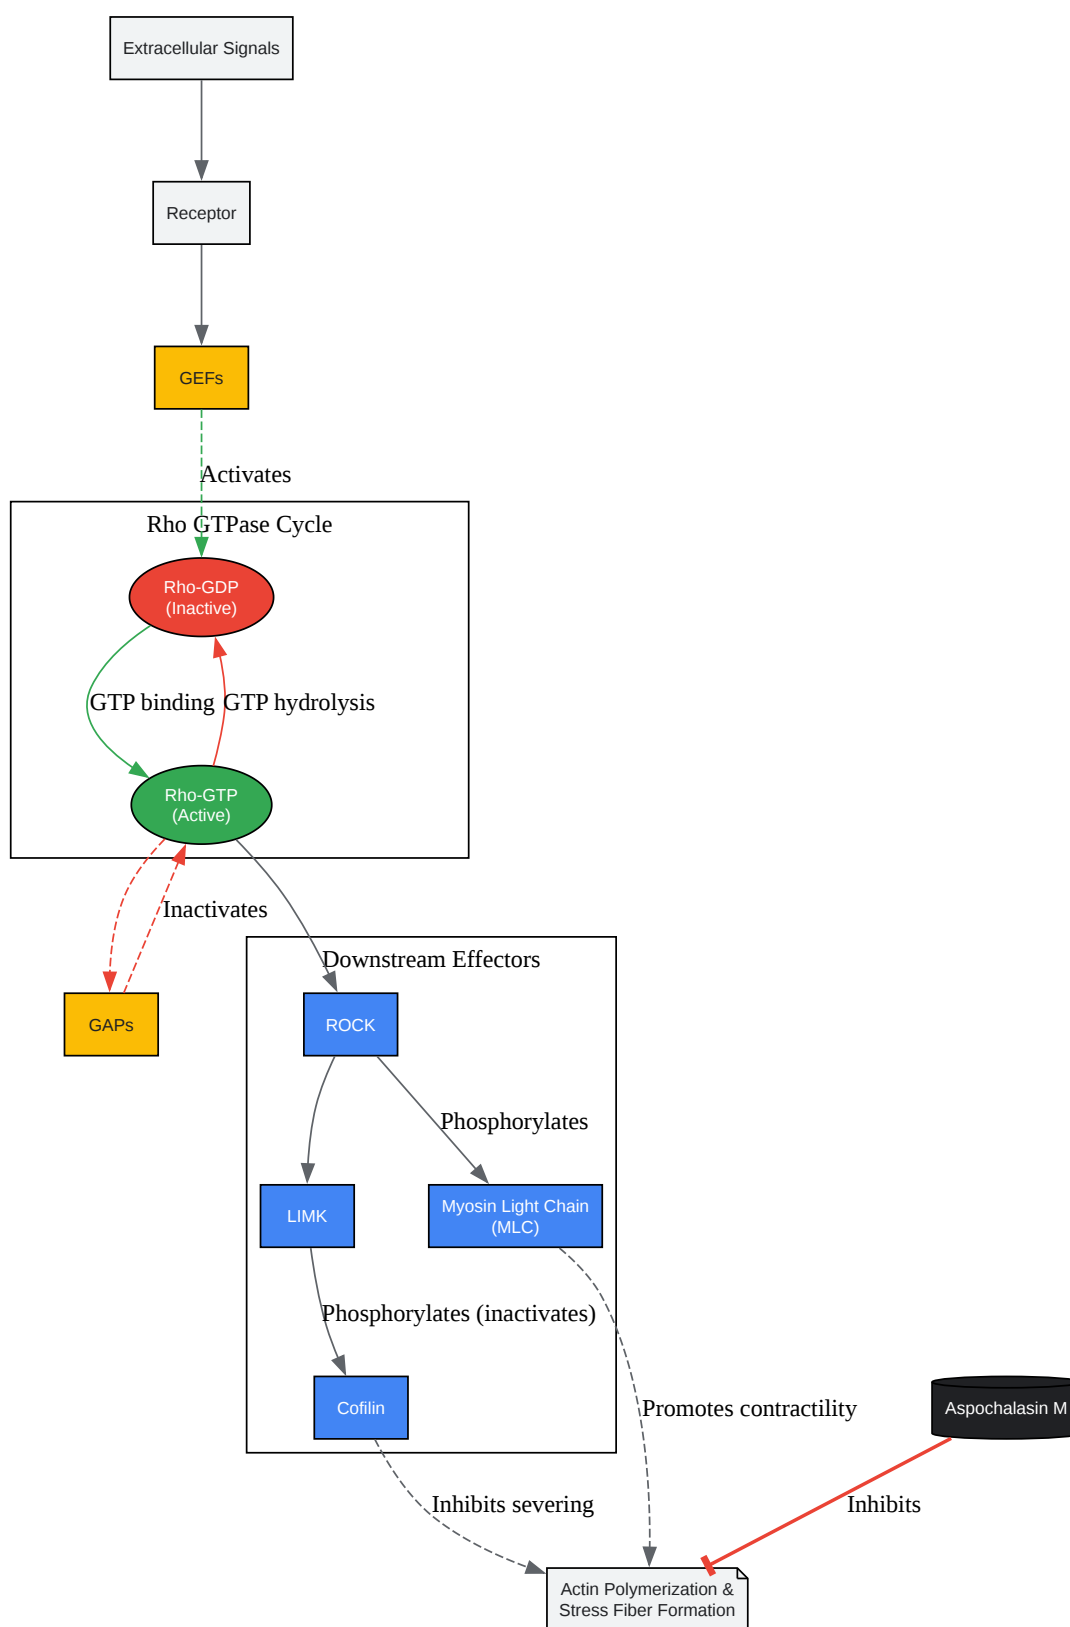 Extracellular Signals
Receptor
GEFs
Activates
Rho GTPase Cycle
Rho-GDP
(Inactive)
GTP binding
GTP hydrolysis
Rho-GTP
(Active)
Inactivates
Downstream Effectors
GAPs
ROCK
Phosphorylates
LIMK
Myosin Light Chain
(MLC)
Phosphorylates (inactivates)
Cofilin
Promotes contractility
Aspochalasin M
Inhibits severing
Inhibits
Actin Polymerization &
Stress Fiber Formation